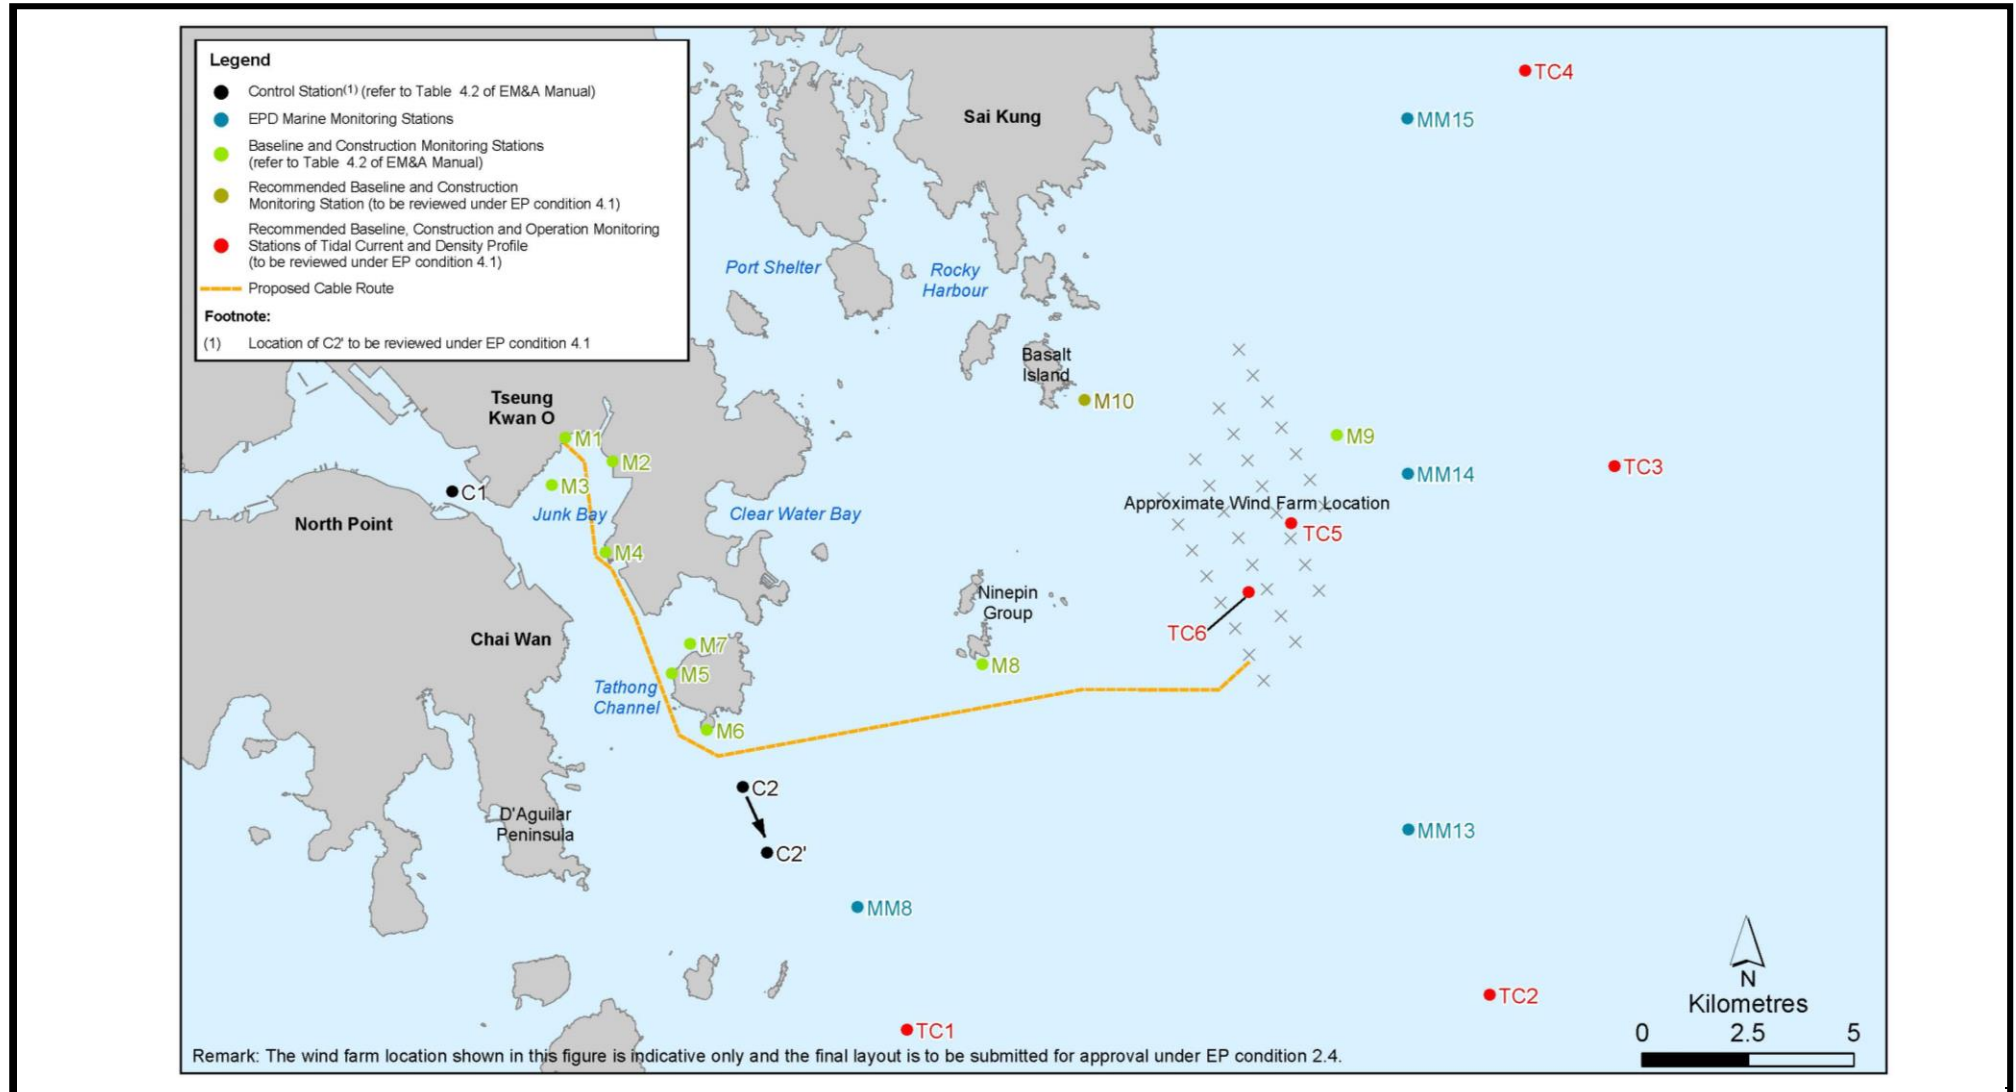 Legend
Control Station(1) (refer to Table 4.2 of EM&A Manual)
EPD Marine Monitoring Stations
Baseline and Construction Monitoring Stations
(refer to Table 4.2 of EM&A Manual)
Recommended Baseline and Construction
Monitoring Station (to be reviewed under EP condition 4.1)
Recommended Baseline, Construction and Operation Monitoring
Stations of Tidal Current and Density Profile
(to be reviewed under EP condition 4.1)
Proposed Cable Route
Footnote:
(1) Location of C2' to be reviewed under EP condition 4.1
TC4
MM15
Sai Kung
Port Shelter
Rocky
Harbour
Basalt
Island
M10
Tseung
Kwan O
M1
M2
M3
M9
MM14
TC3
C1
North Point
Junk Bay
Clear Water Bay
Approximate Wind Farm Location
TC5
M4
Ninepin
Group
TC6
Chai Wan
M7
M5
M8
Tathong
Channel
M6
C2
C2'
D'Aguilar
Peninsula
MM13
MM8
TC2
TC1
N
Kilometres
0 2.5 5
Remark: The wind farm location shown in this figure is indicative only and the final layout is to be submitted for approval under EP condition 2.4.